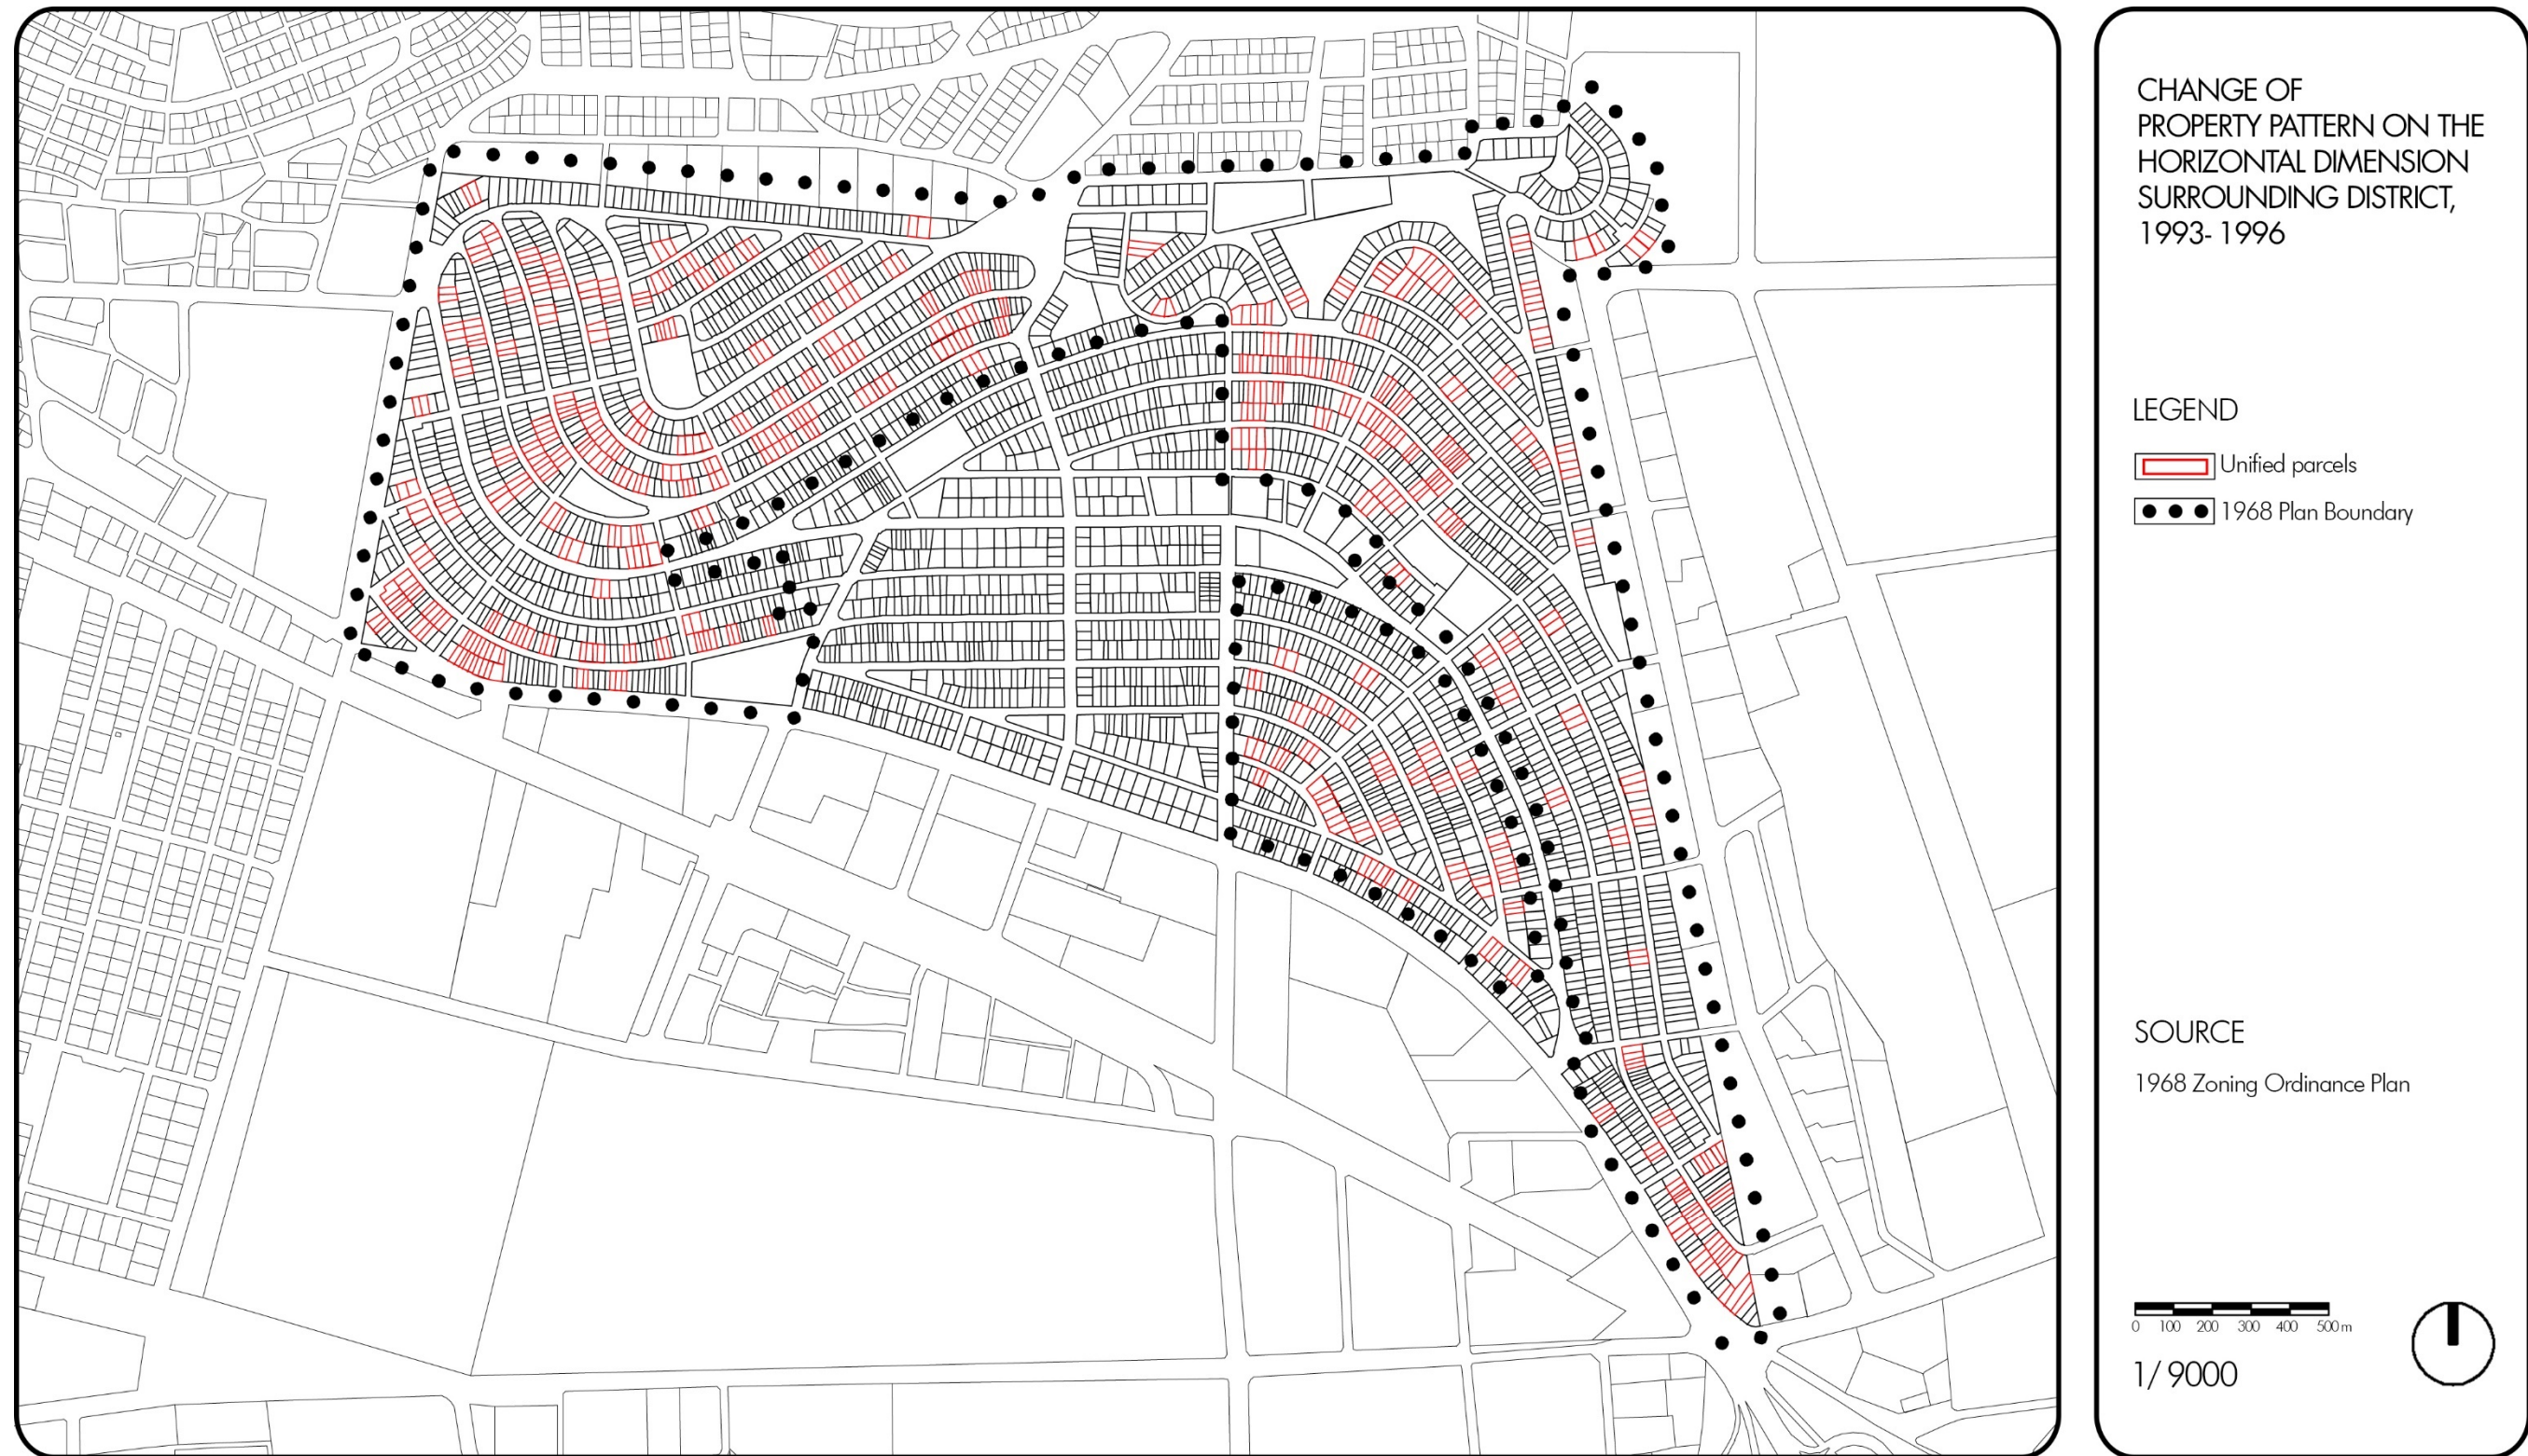 CHANGE OF
PROPERTY PATTERN ON THE
HORIZONTAL DIMENSION
SURROUNDING DISTRICT,
1993- 1996
LEGEND
Unified parcels
1968 Plan Boundary
SOURCE
1968 Zoning Ordinance Plan
0 100 200 300 400 500 m
1/ 9000